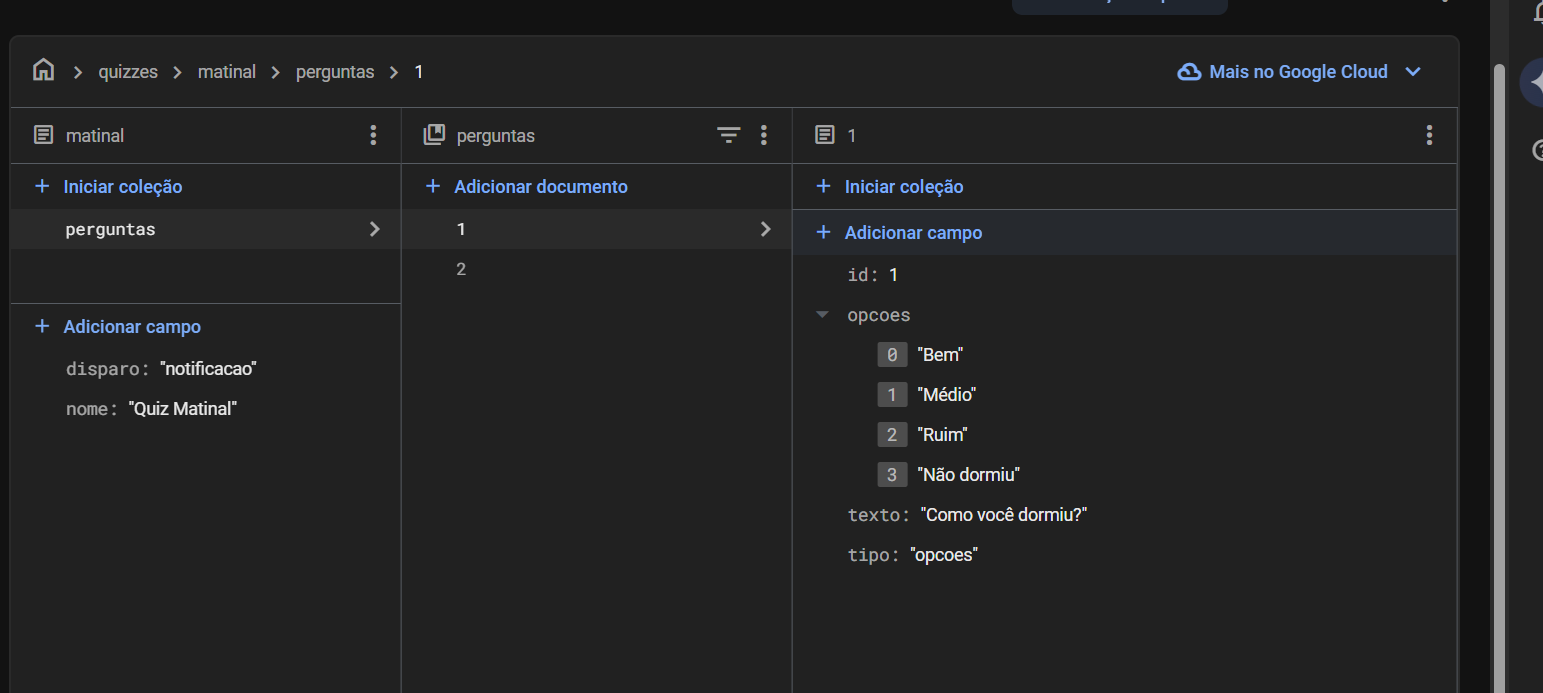 quizzes > matinal > perguntas > 1
Mais no Google Cloud
matinal
+ Iniciar coleção
perguntas
+ Adicionar campo
disparo: "notificacao"
nome: "Quiz Matinal"
perguntas
+ Adicionar documento
1
2
1
+ Iniciar coleção
+ Adicionar campo
id: 1
opcoes
0 "Bem"
1 "Médio"
2 "Ruim"
3 "Não dormiu"
texto: "Como você dormiu?"
tipo: "opcoes"